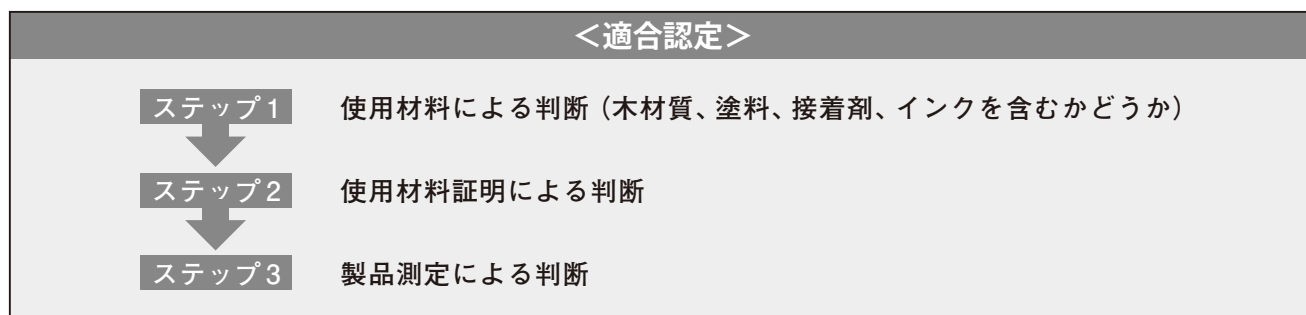 ＜適合認定＞
ステップ1 使用材料による判断（木材質、塗料、接着剤、インクを含むかどうか）
ステップ2 使用材料証明による判断
ステップ3 製品測定による判断